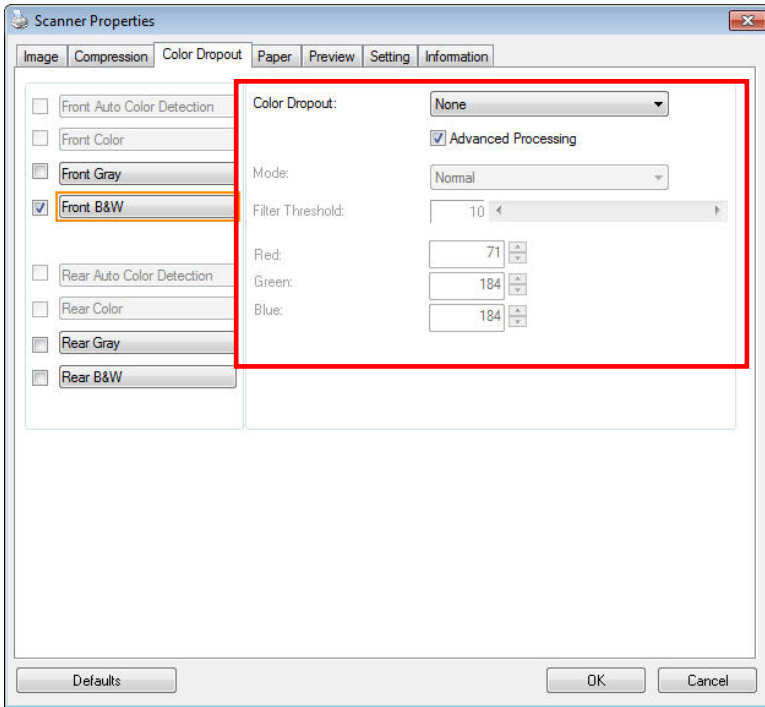 Scanner Properties
Image Compression Color Dropout Paper Preview Setting Information
Front Auto Color Detection
Front Color
Front Gray
Front B&W
Rear Auto Color Detection
Rear Color
Rear Gray
Rear B&W
Color Dropout: None
Advanced Processing
Mode: Normal
Filter Threshold: 10
Red: 71
Green: 184
Blue: 184
Defaults OK Cancel